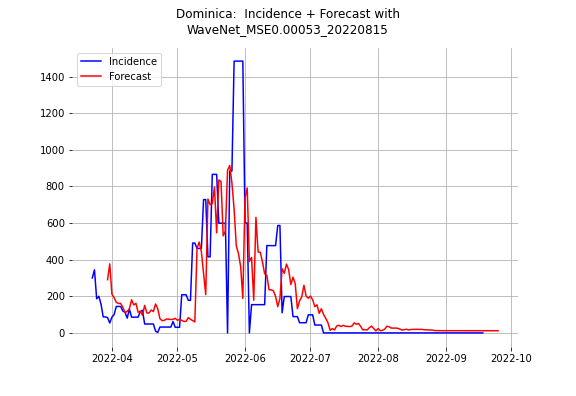 Dominica:  Incidence + Forecast with
WaveNet_MSE0.00053_20220815
Incidence
Forecast
1400
1200
1000
800
600
400
200
0
2022-04 2022-05 2022-06 2022-07 2022-08 2022-09 2022-10